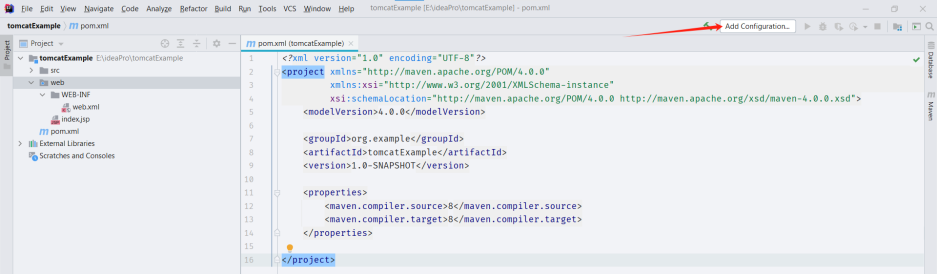 File Edit View Navigate Code Analyze Refactor Build Run Tools VCS Window Help tomcatExample [E:\ideaPro\tomcatExample] - pom.xml
tomcatExample pom.xml Add Configuration...
Project pom.xml (tomcatExample)
Project
tomcatExample E:\ideaPro\tomcatExample
src
web
WEB-INF
web.xml
index.jsp
pom.xml
External Libraries
Scratches and Consoles
1 <?xml version="1.0" encoding="UTF-8"?>
2 <project xmlns="http://maven.apache.org/POM/4.0.0"
3 xmlns:xsi="http://www.w3.org/2001/XMLSchema-instance"
4 xsi:schemaLocation="http://maven.apache.org/POM/4.0.0 http://maven.apache.org/xsd/maven-4.0.0.xsd">
5 <modelVersion>4.0.0</modelVersion>
6
7 <groupId>org.example</groupId>
8 <artifactId>tomcatExample</artifactId>
9 <version>1.0-SNAPSHOT</version>
10
11 <properties>
12 <maven.compiler.source>8</maven.compiler.source>
13 <maven.compiler.target>8</maven.compiler.target>
14 </properties>
15
16 </project>
Database
Maven